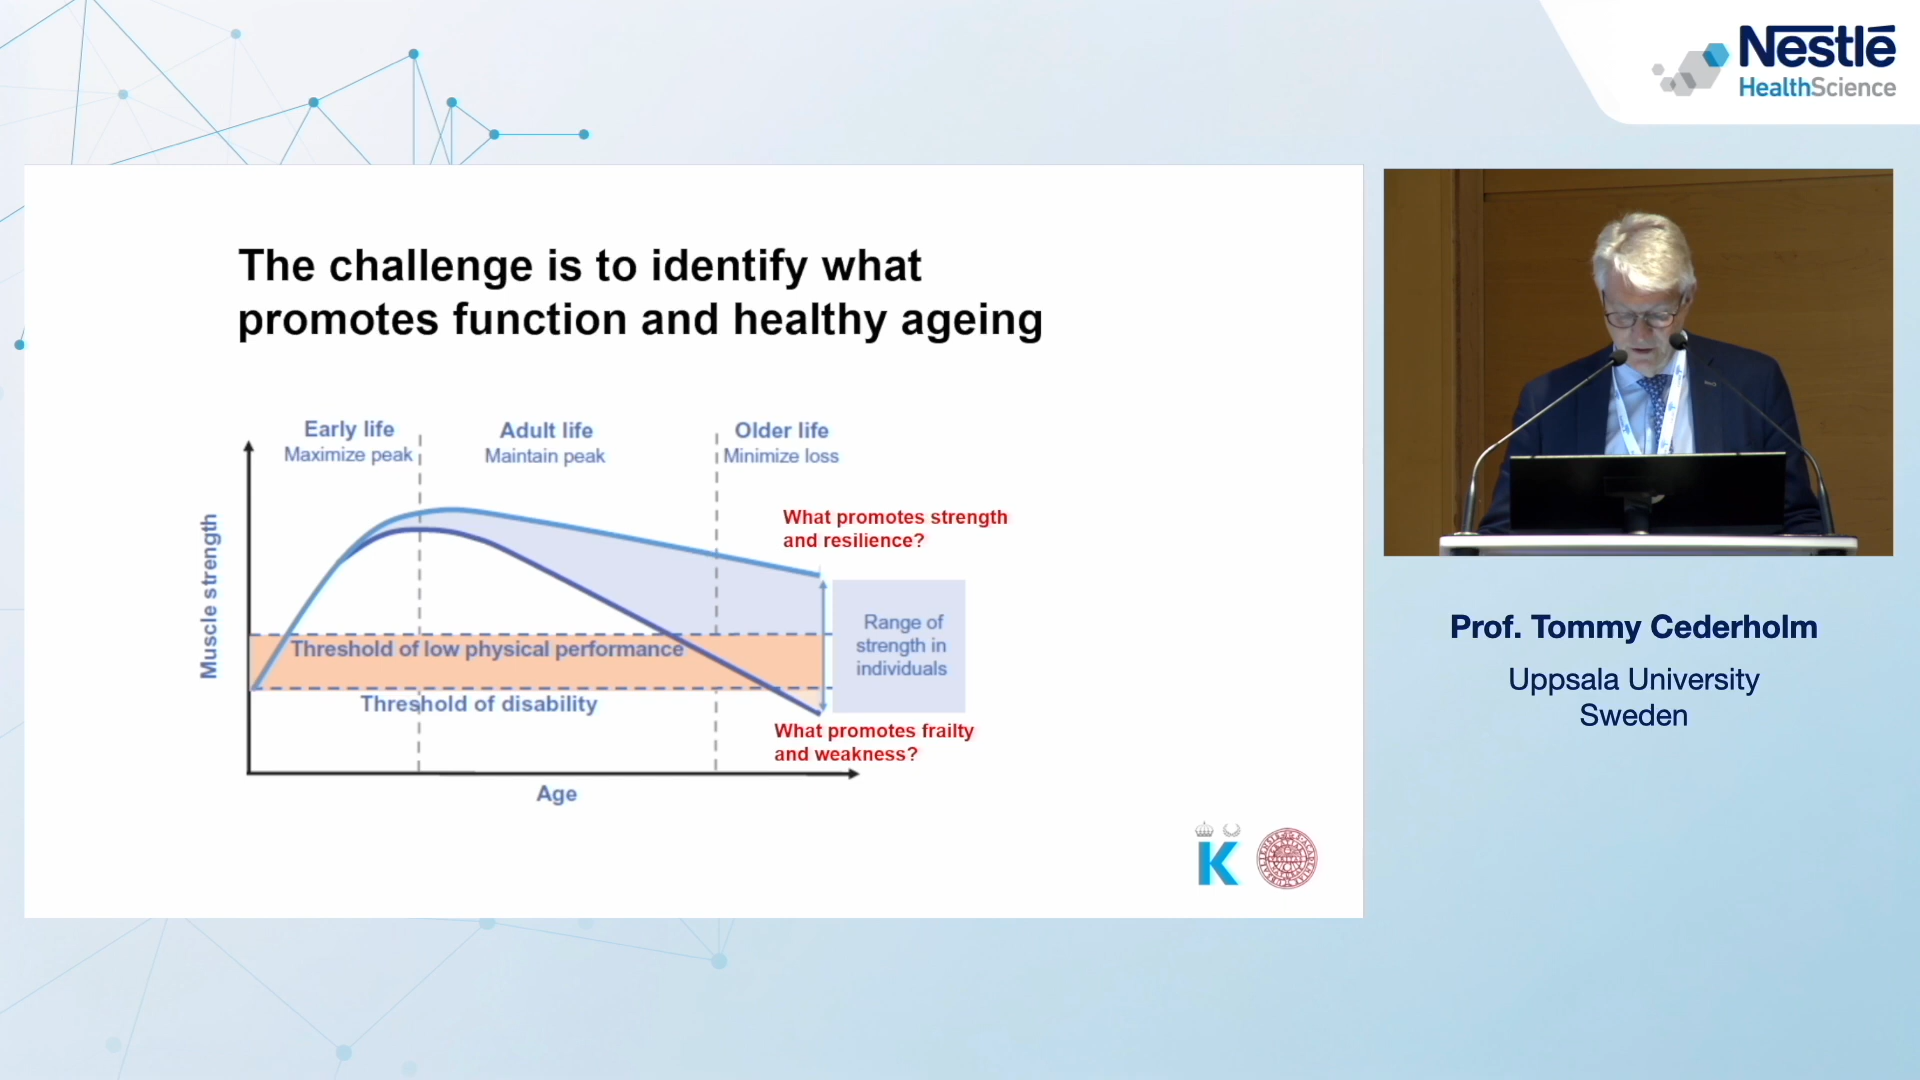 Nestlē
HealthScience
The challenge is to identify what
promotes function and healthy ageing
Early life
Maximize peak
Adult life
Maintain peak
Older life
Minimize loss
What promotes strength
and resilience?
Muscle strength
Range of
strength in
individuals
Threshold of low physical performance
Threshold of disability
What promotes frailty
and weakness?
Age
K
Prof. Tommy Cederholm
Uppsala University
Sweden